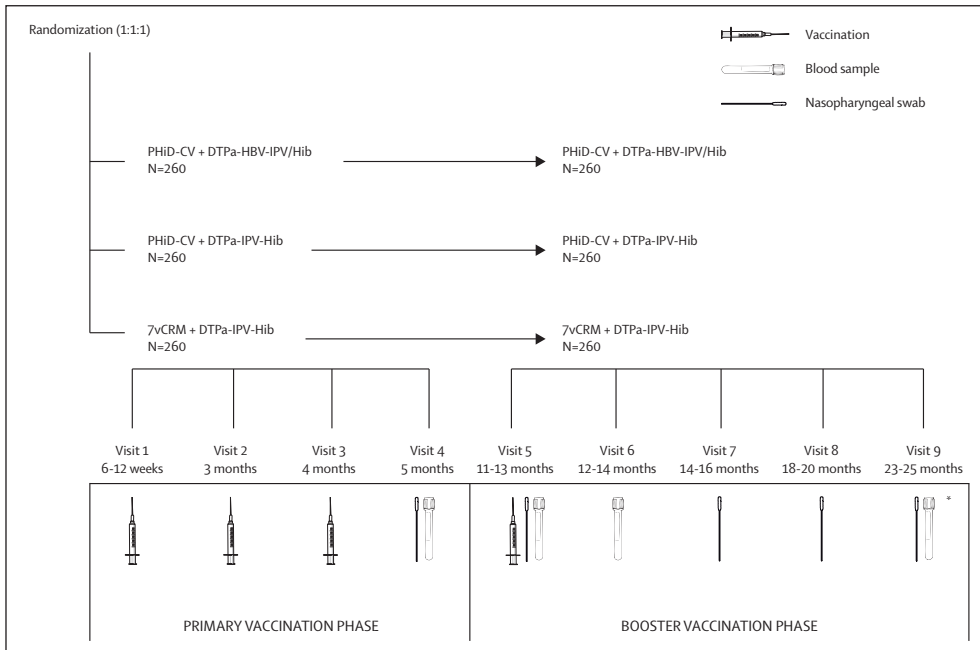 Randomization (1:1:1)
Vaccination
Blood sample
Nasopharyngeal swab
PHiD-CV + DTPa-HBV-IPV/Hib
N=260
PHiD-CV + DTPa-HBV-IPV/Hib
N=260
PHiD-CV + DTPa-IPV-Hib
N=260
PHiD-CV + DTPa-IPV-Hib
N=260
7vCRM + DTPa-IPV-Hib
N=260
7vCRM + DTPa-IPV-Hib
N=260
Visit 1
6-12 weeks
Visit 2
3 months
Visit 3
4 months
Visit 4
5 months
Visit 5
11-13 months
Visit 6
12-14 months
Visit 7
14-16 months
Visit 8
18-20 months
Visit 9
23-25 months
*
PRIMARY VACCINATION PHASE
BOOSTER VACCINATION PHASE